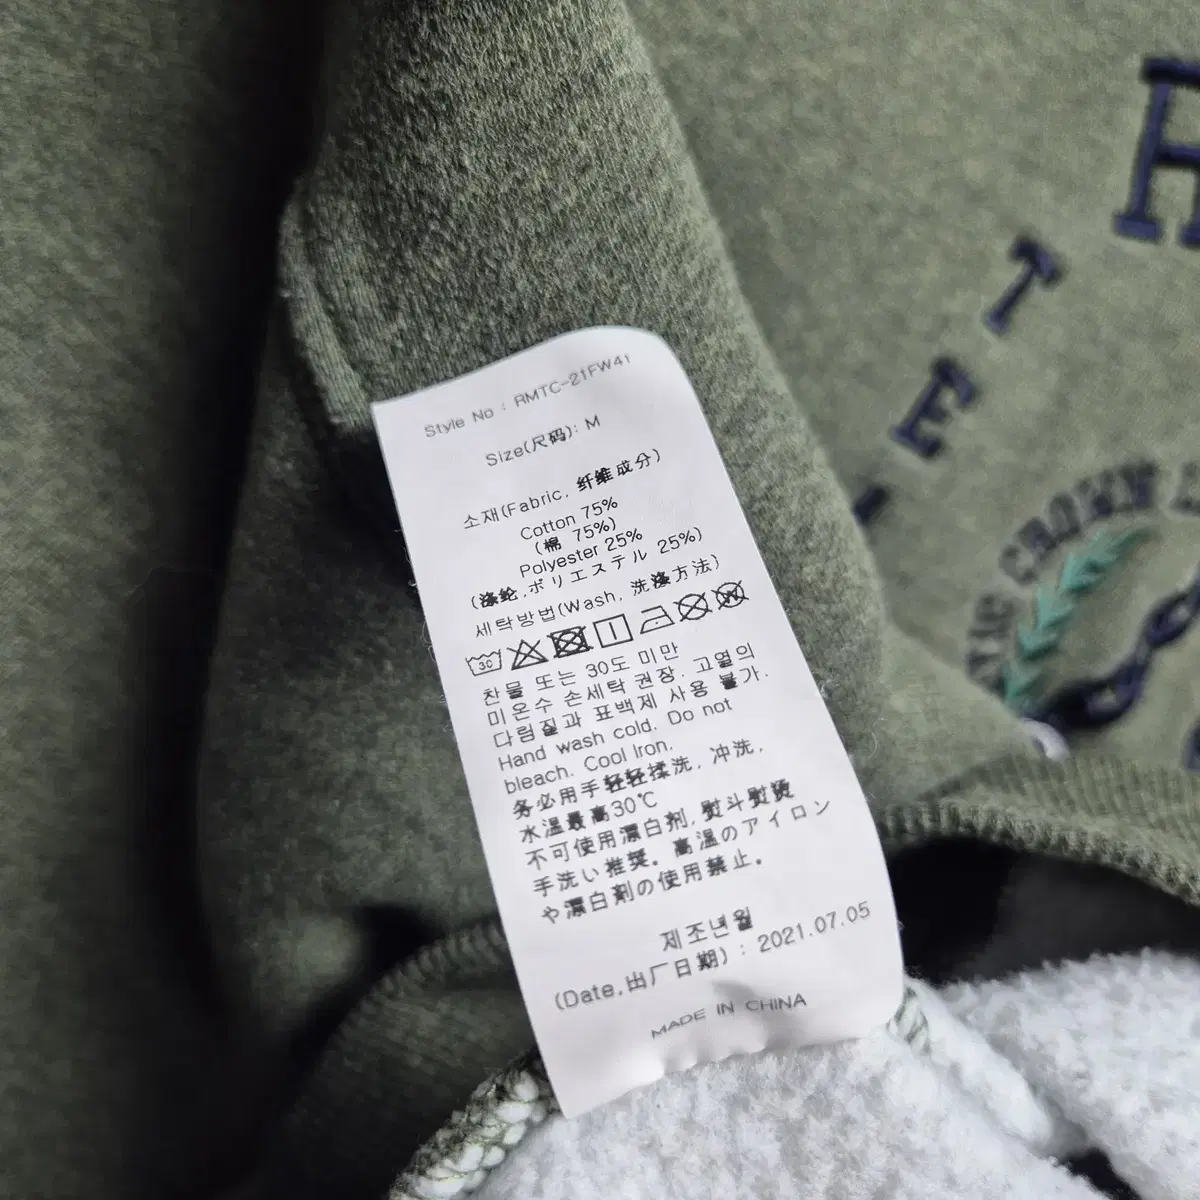 Style No : RMTC-21FW41
Size(尺码): M
소재(Fabric, 纤维成分)
Cotton 75%
(棉 75%)
Polyester 25%
(涤纶,ポリエステル 25%)
세탁방법(Wash, 洗涤方法)
30
찬물 또는 30도 미만
미온수 손세탁 권장. 고열의
다림질과 표백제 사용 불가.
Hand wash cold. Do not
bleach. Cool Iron.
务必用手轻轻揉洗, 冲洗,
水温最高30℃
不可使用漂白剂, 熨斗熨烫
手洗い推奨。高温のアイロン
や漂白剤の使用禁止。
제조년월
(Date,出厂日期) : 2021.07.05
MADE IN CHINA
CROWN